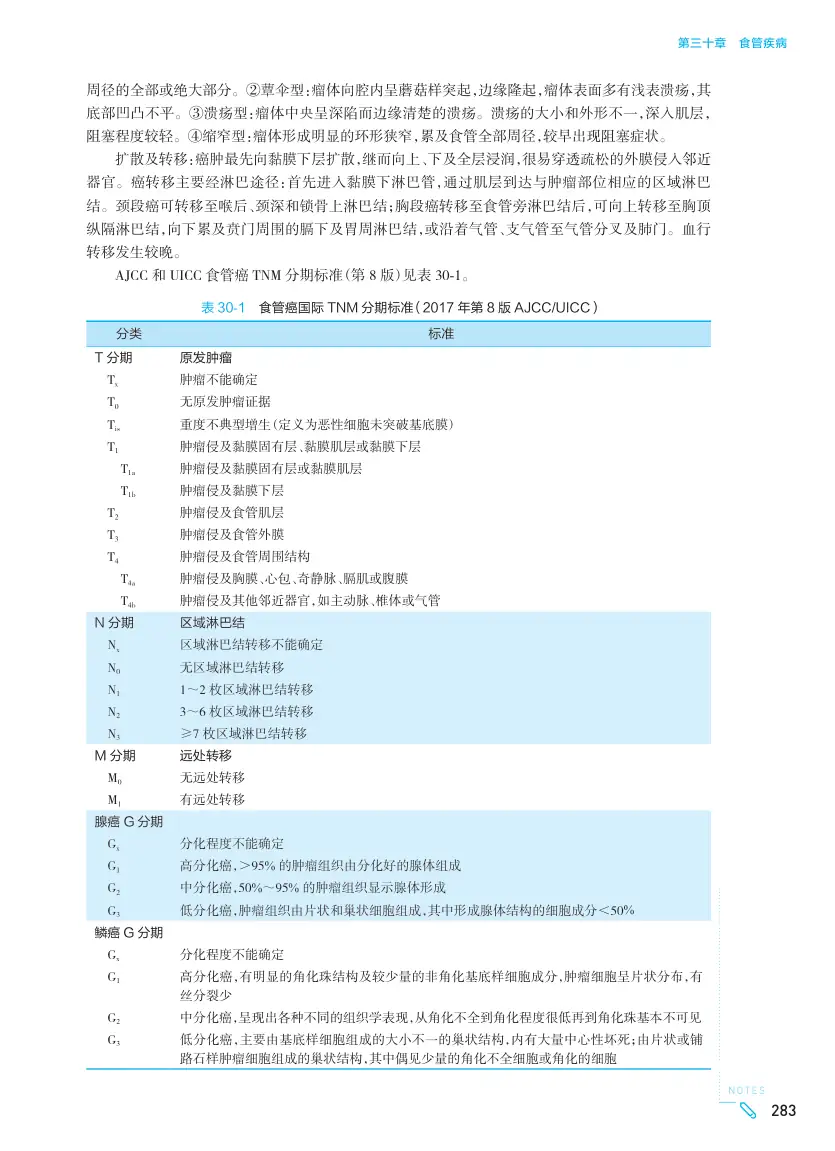 第三十章 食管疾病
周径的全部或绝大部分。②蕈伞型:瘤体向腔内呈蘑菇样突起,边缘隆起,瘤体表面多有浅表溃疡,其
底部凹凸不平。③溃疡型:瘤体中央呈深陷而边缘清楚的溃疡。溃疡的大小和外形不一,深入肌层,
阻塞程度较轻。④缩窄型:瘤体形成明显的环形狭窄,累及食管全部周径,较早出现阻塞症状。
扩散及转移:癌肿最先向黏膜下层扩散,继而向上、下及全层浸润,很易穿透疏松的外膜侵入邻近
器官。癌转移主要经淋巴途径:首先进入黏膜下淋巴管,通过肌层到达与肿瘤部位相应的区域淋巴
结。颈段癌可转移至喉后、颈深和锁骨上淋巴结;胸段癌转移至食管旁淋巴结后,可向上转移至胸顶
纵隔淋巴结,向下累及贲门周围的膈下及胃周淋巴结,或沿着气管、支气管至气管分叉及肺门。血行
转移发生较晚。
AJCC 和 UICC 食管癌 TNM 分期标准(第 8 版)见表 30-1。
表 30-1 食管癌国际 TNM 分期标准(2017 年第 8 版 AJCC/UICC)
分类 标准
T 分期 原发肿瘤
Tx 肿瘤不能确定
T0 无原发肿瘤证据
Tis 重度不典型增生(定义为恶性细胞未突破基底膜)
T1 肿瘤侵及黏膜固有层、黏膜肌层或黏膜下层
T1a 肿瘤侵及黏膜固有层或黏膜肌层
T1b 肿瘤侵及黏膜下层
T2 肿瘤侵及食管肌层
T3 肿瘤侵及食管外膜
T4 肿瘤侵及食管周围结构
T4a 肿瘤侵及胸膜、心包、奇静脉、膈肌或腹膜
T4b 肿瘤侵及其他邻近器官,如主动脉、椎体或气管
N 分期 区域淋巴结
Nx 区域淋巴结转移不能确定
N0 无区域淋巴结转移
N1 1～2 枚区域淋巴结转移
N2 3～6 枚区域淋巴结转移
N3 ≥7 枚区域淋巴结转移
M 分期 远处转移
M0 无远处转移
M1 有远处转移
腺癌 G 分期
Gx 分化程度不能确定
G1 高分化癌,＞95% 的肿瘤组织由分化好的腺体组成
G2 中分化癌,50%～95% 的肿瘤组织显示腺体形成
G3 低分化癌,肿瘤组织由片状和巢状细胞组成,其中形成腺体结构的细胞成分＜50%
鳞癌 G 分期
Gx 分化程度不能确定
G1 高分化癌,有明显的角化珠结构及较少量的非角化基底样细胞成分,肿瘤细胞呈片状分布,有
丝分裂少
G2 中分化癌,呈现出各种不同的组织学表现,从角化不全到角化程度很低再到角化珠基本不可见
G3 低分化癌,主要由基底样细胞组成的大小不一的巢状结构,内有大量中心性坏死;由片状或铺
路石样肿瘤细胞组成的巢状结构,其中偶见少量的角化不全细胞或角化的细胞
NOTES
283